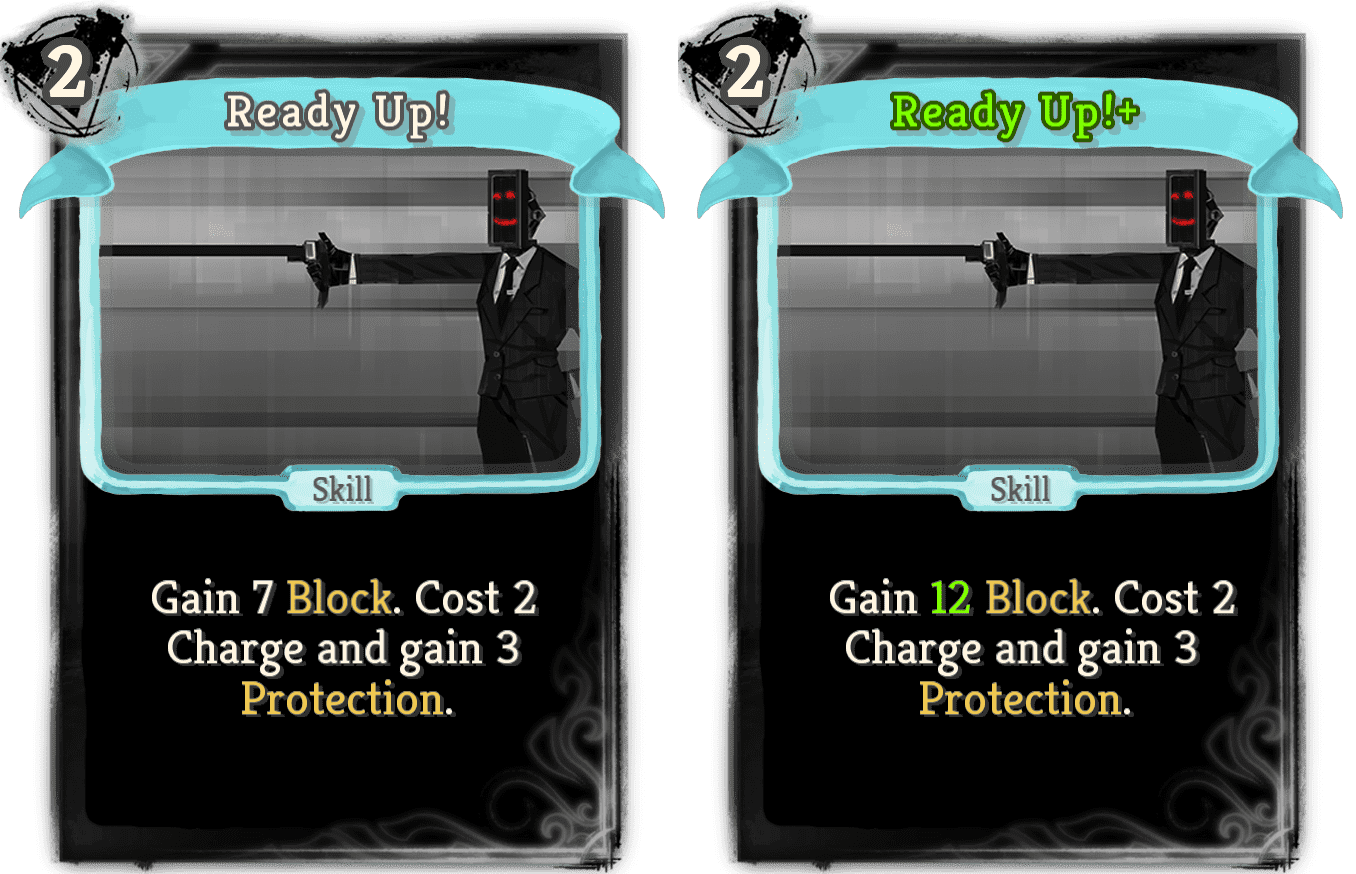 2
Ready Up!
Skill
Gain 7 Block. Cost 2
Charge and gain 3
Protection.
2
Ready Up!+
Skill
Gain 12 Block. Cost 2
Charge and gain 3
Protection.